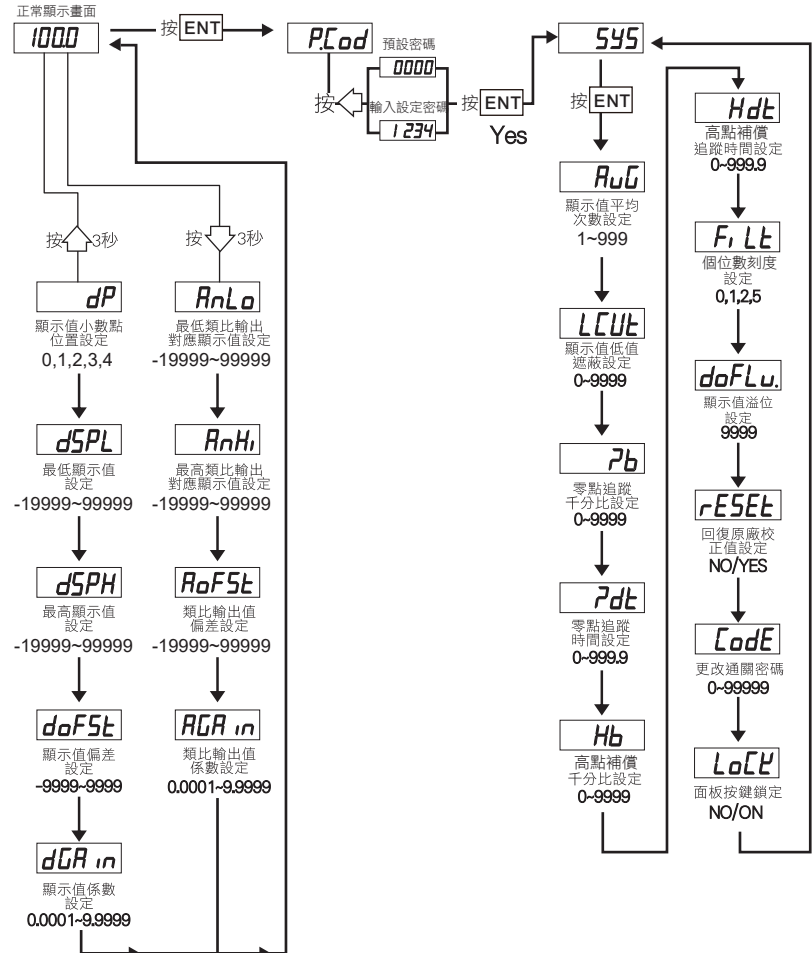 正常顯示畫面
100.0
按 ENT
P.Cod
預設密碼
0000
按
輸入設定密碼
1234
按 ENT
Yes
SYS
按 ENT
按 3秒
按 3秒
dP
顯示值小數點
位置設定
0,1,2,3,4
dSPL
最低顯示值
設定
-19999~99999
dSPH
最高顯示值
設定
-19999~99999
doFSt
顯示值偏差
設定
-9999~9999
dGAin
顯示值係數
設定
0.0001~9.9999
AnLo
最低類比輸出
對應顯示值設定
-19999~99999
AnHi
最高類比輸出
對應顯示值設定
-19999~99999
AoFSt
類比輸出值
偏差設定
-19999~99999
AGAin
類比輸出值
係數設定
0.0001~9.9999
AvG
顯示值平均
次數設定
1~999
LCUt
顯示值低值
遮蔽設定
0~9999
零點追蹤
千分比設定
0~9999
零點追蹤
時間設定
0~999.9
Hb
高點補償
千分比設定
0~9999
Hdt
高點補償
追蹤時間設定
0~999.9
FiLt
個位數刻度
設定
0,1,2,5
doFLv.
顯示值溢位
設定
9999
rESEt
回復原廠校
正值設定
NO/YES
CodE
更改通關密碼
0~99999
LoCK
面板按鍵鎖定
NO/ON